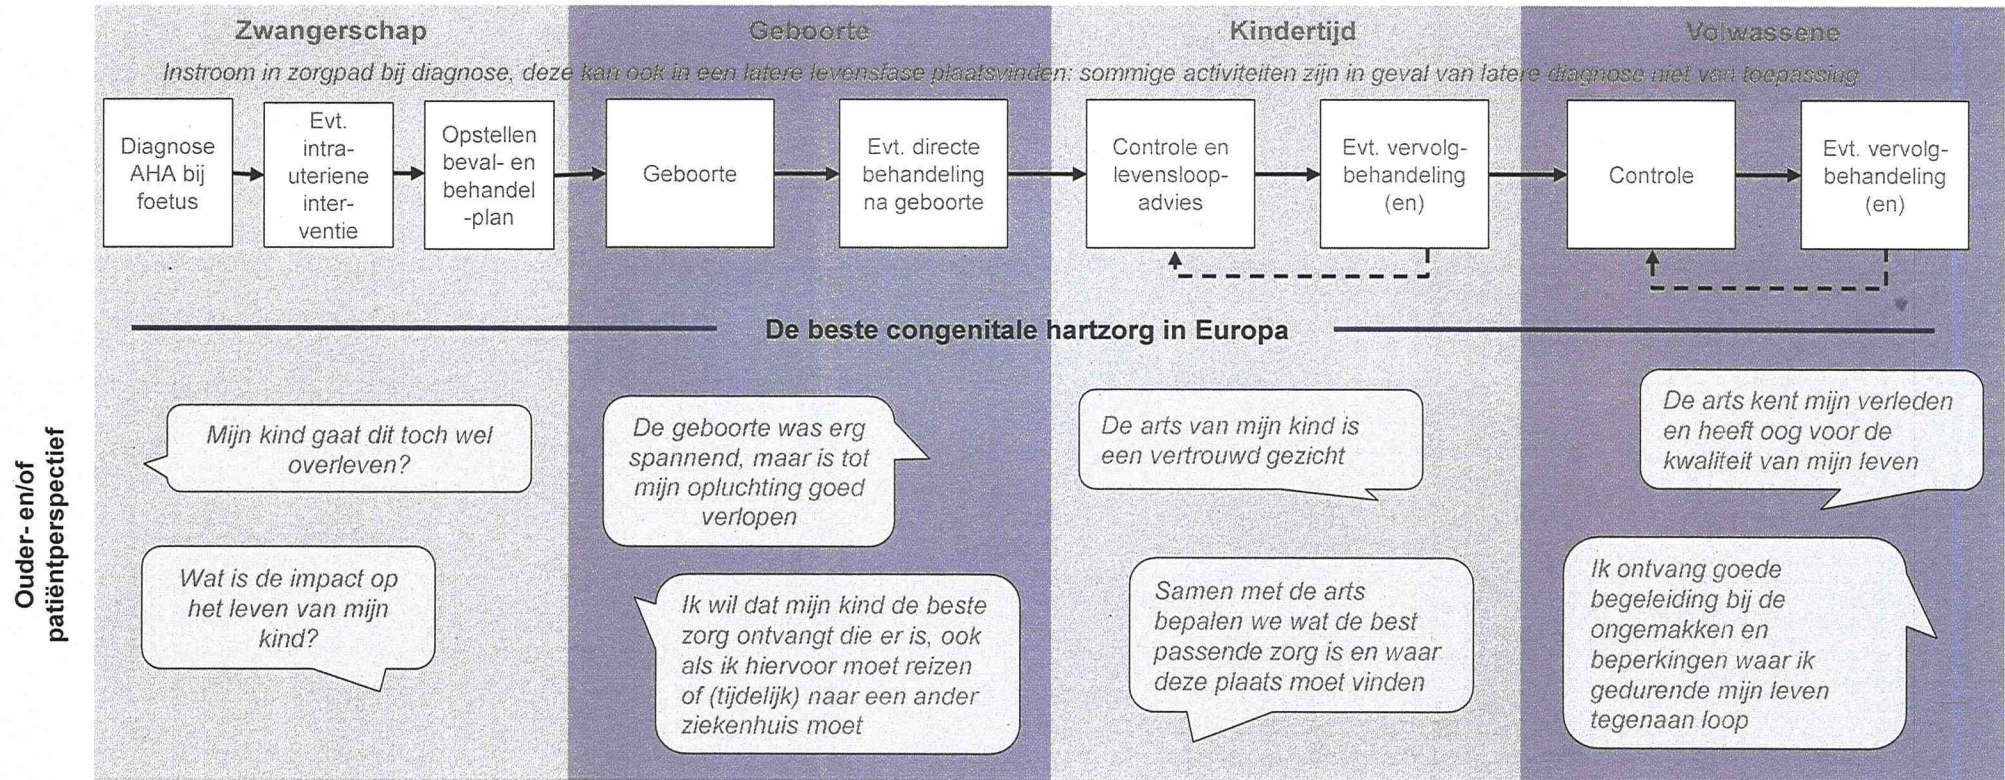 Zwangerschap
Geboorte
Kindertijd
Volwassene
Instroom in zorgpad bij diagnose, deze kan ook in een latere levensfase plaatsvinden: sommige activiteiten zijn in geval van latere diagnose niet van toepassing
Diagnose
AHA bij
foetus
Evt.
intra-
uteriene
inter-
ventie
Opstellen
beval- en
behandel
-plan
Geboorte
Evt. directe
behandeling
na geboorte
Controle en
levensloop-
advies
Evt. vervolg-
behandeling
(en)
Controle
Evt. vervolg-
behandeling
(en)
De beste congenitale hartzorg in Europa
Ouder- en/of
patiëntperspectief
Mijn kind gaat dit toch wel
overleven?
Wat is de impact op
het leven van mijn
kind?
De geboorte was erg
spannend, maar is tot
mijn opluchting goed
verlopen
Ik wil dat mijn kind de beste
zorg ontvangt die er is, ook
als ik hiervoor moet reizen
of (tijdelijk) naar een ander
ziekenhuis moet
De arts van mijn kind is
een vertrouwd gezicht
Samen met de arts
bepalen we wat de best
passende zorg is en waar
deze plaats moet vinden
De arts kent mijn verleden
en heeft oog voor de
kwaliteit van mijn leven
Ik ontvang goede
begeleiding bij de
ongemakken en
beperkingen waar ik
gedurende mijn leven
tegenaan loop